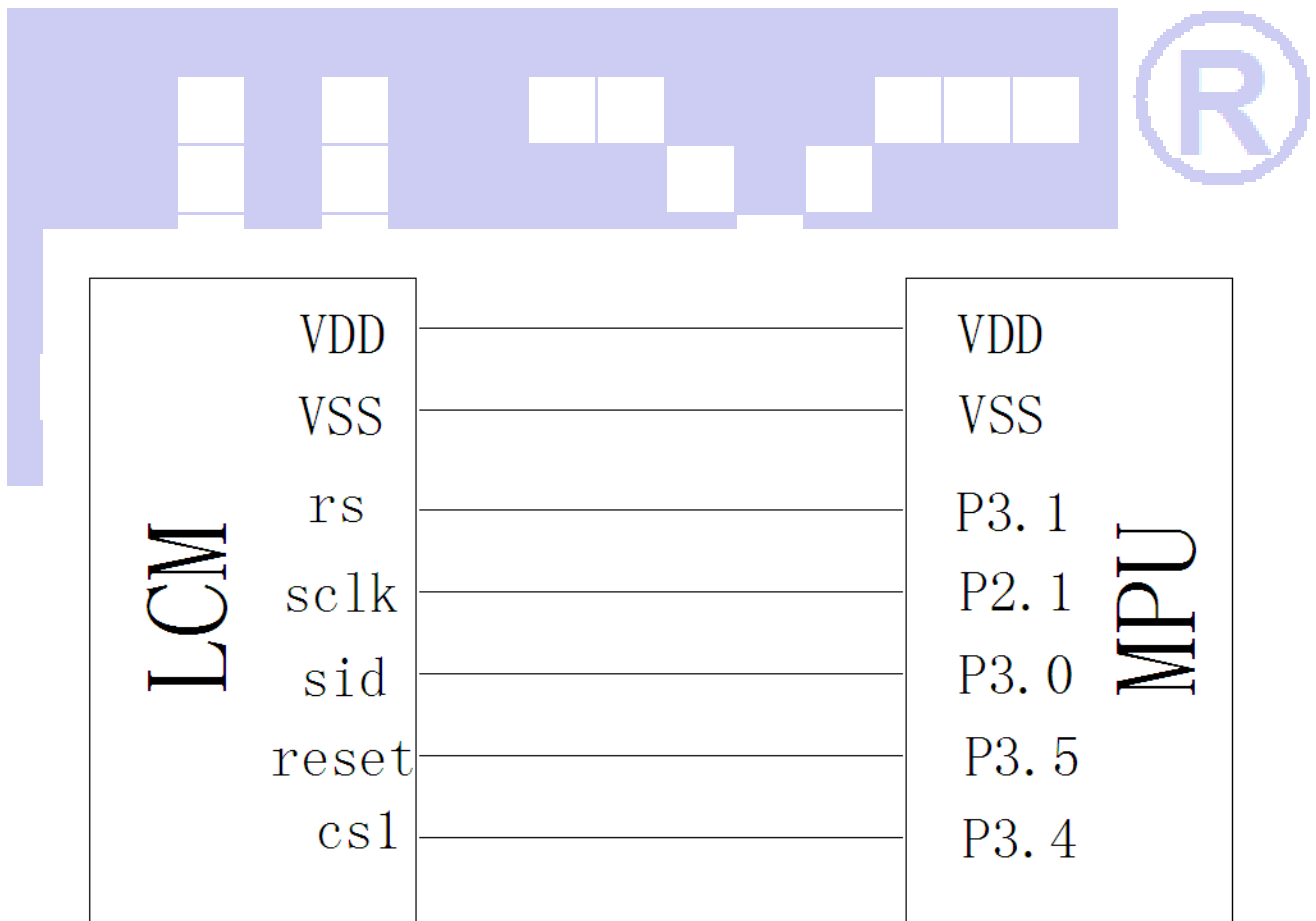 ®
VDD VDD
VSS VSS
rs P3.1
sclk P2.1
sid P3.0
reset P3.5
cs1 P3.4
LCM
MPU